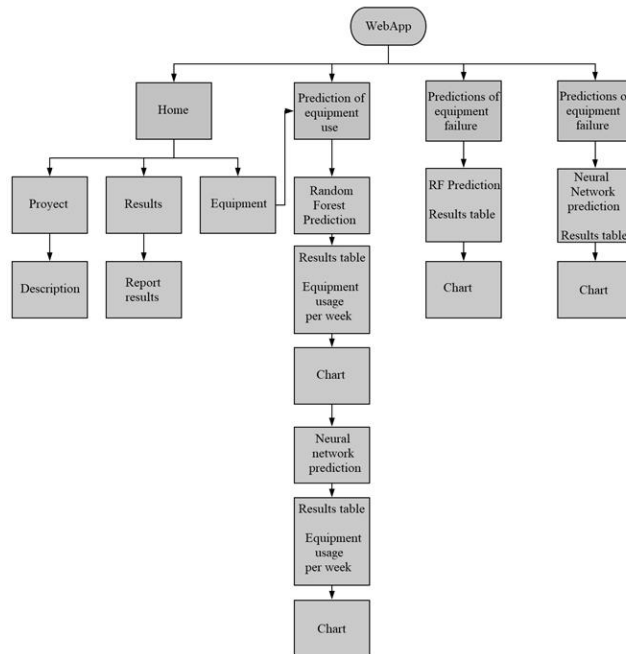 WebApp
Home
Prediction of
equipment
use
Predictions of
equipment
failure
Predictions of
equipment
failure
Proyect
Results
Equipment
Random
Forest
Prediction
RF Prediction
Results table
Neural
Network
prediction
Results table
Description
Report
results
Results table
Equipment
usage
per week
Chart
Chart
Chart
Neural
network
prediction
Results table
Equipment
usage
per week
Chart